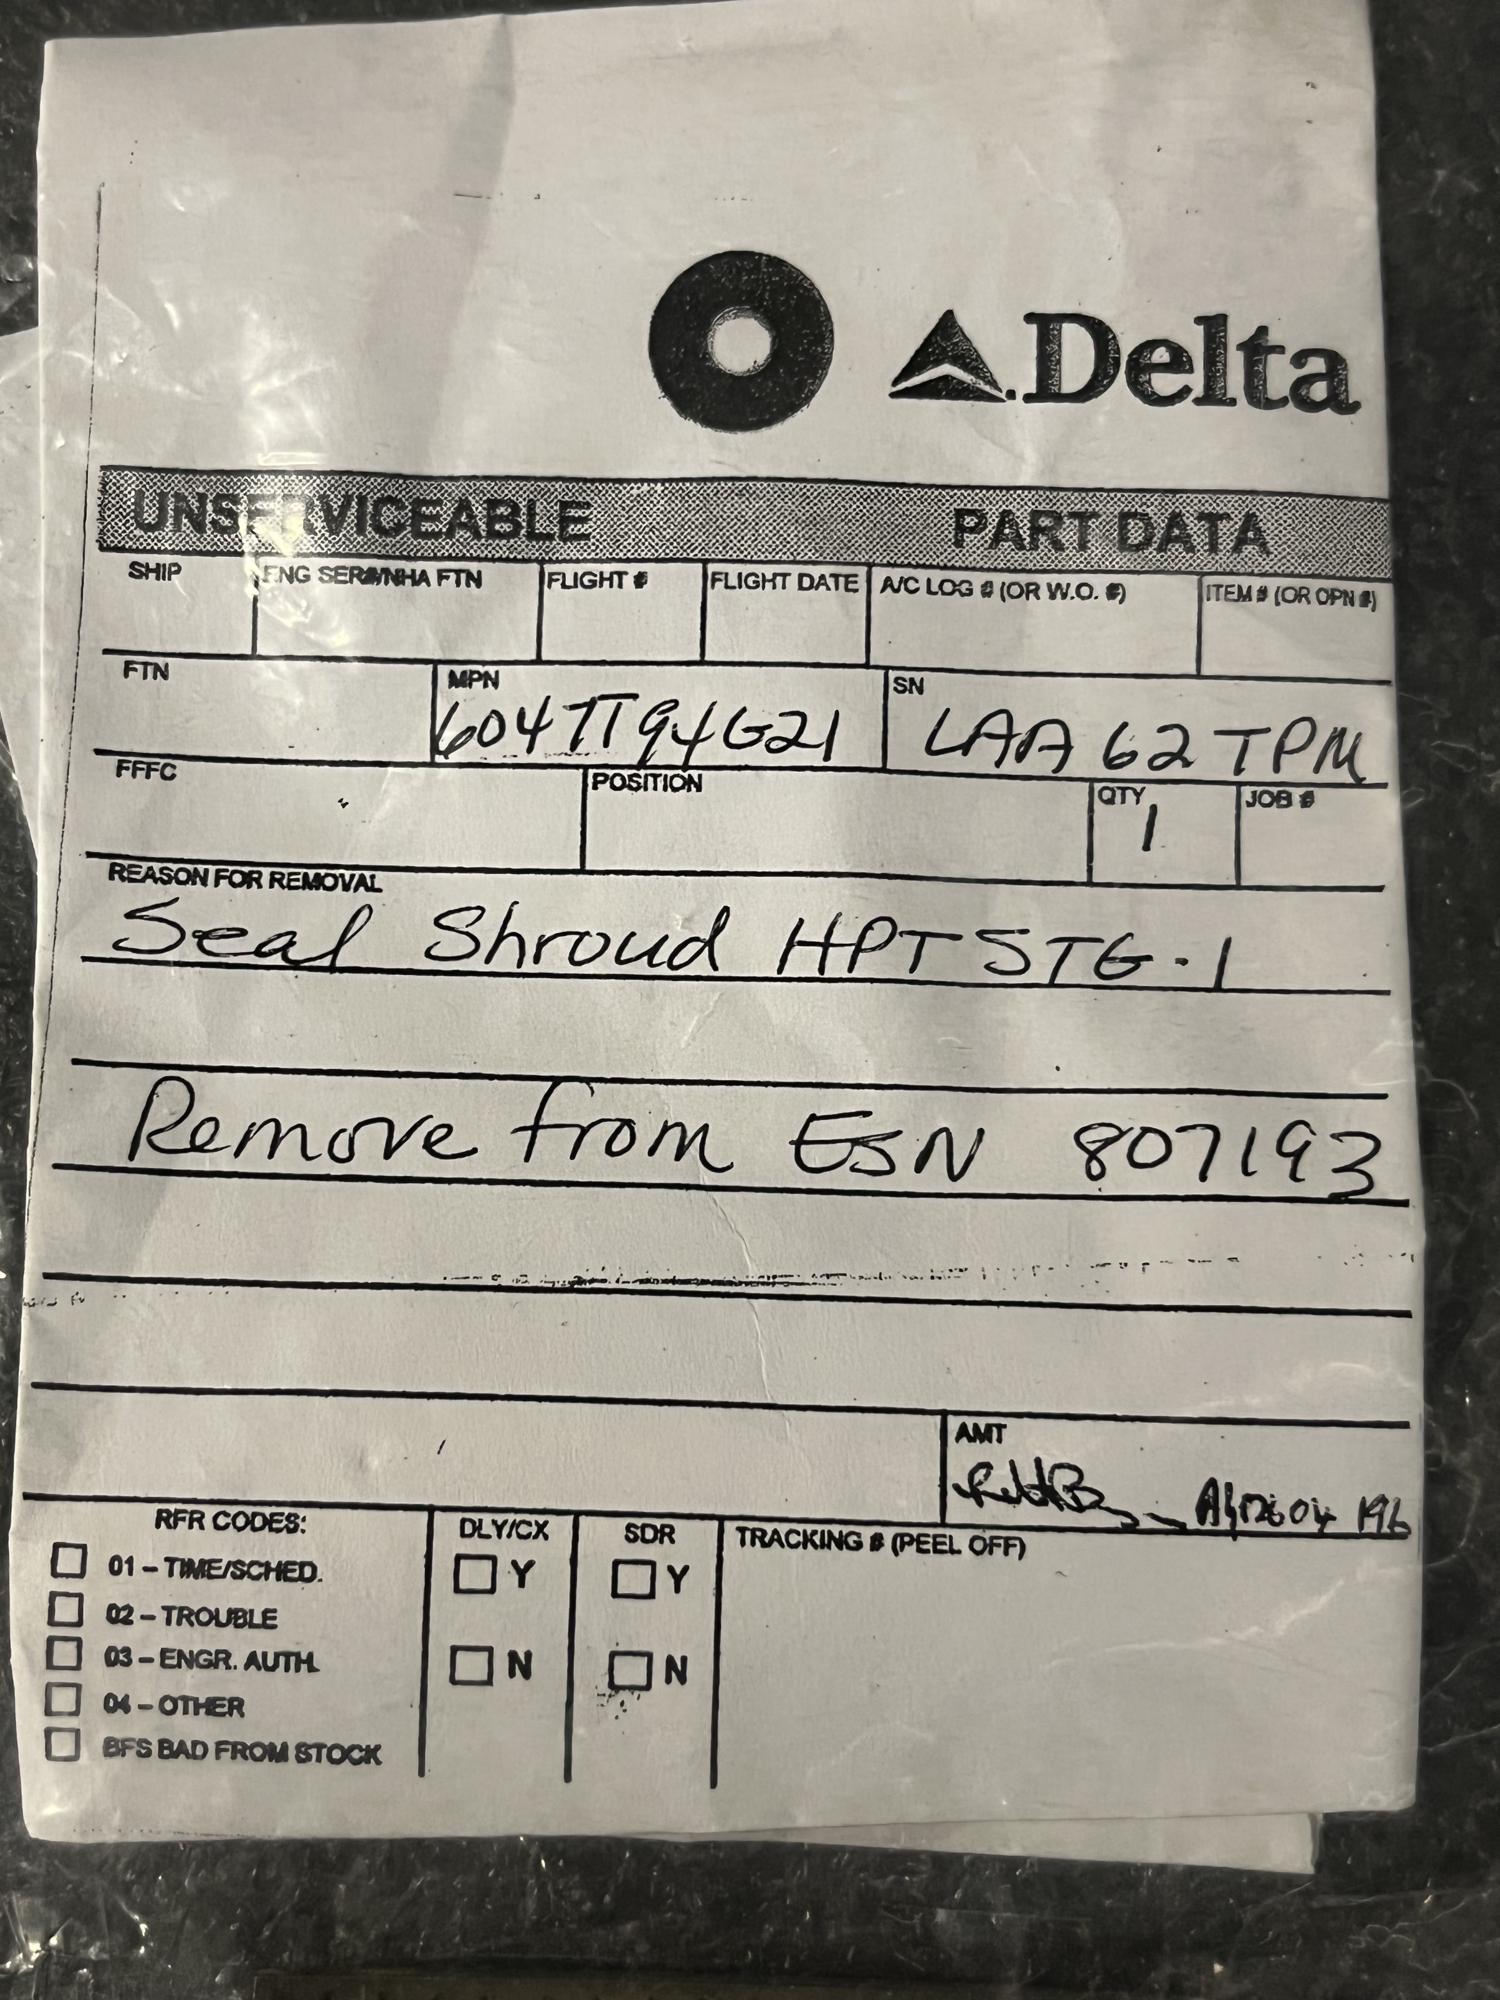 Delta
UNSERVICEABLE PART DATA
SHIP ENG SER#/NHA FTN FLIGHT # FLIGHT DATE A/C LOG # (OR W.O. #) ITEM # (OR OPN #)
FTN MPN SN
6047T94G21 LAA62TPM
FFFC POSITION QTY JOB #
1
REASON FOR REMOVAL
Seal Shroud HPT STG-1
Remove from ESN 807193
AMT
RFR CODES: DLY/CX SDR TRACKING # (PEEL OFF)
01 – TIME/SCHED. Y Y
02 – TROUBLE
03 – ENGR. AUTH. N N
04 – OTHER
BFS BAD FROM STOCK